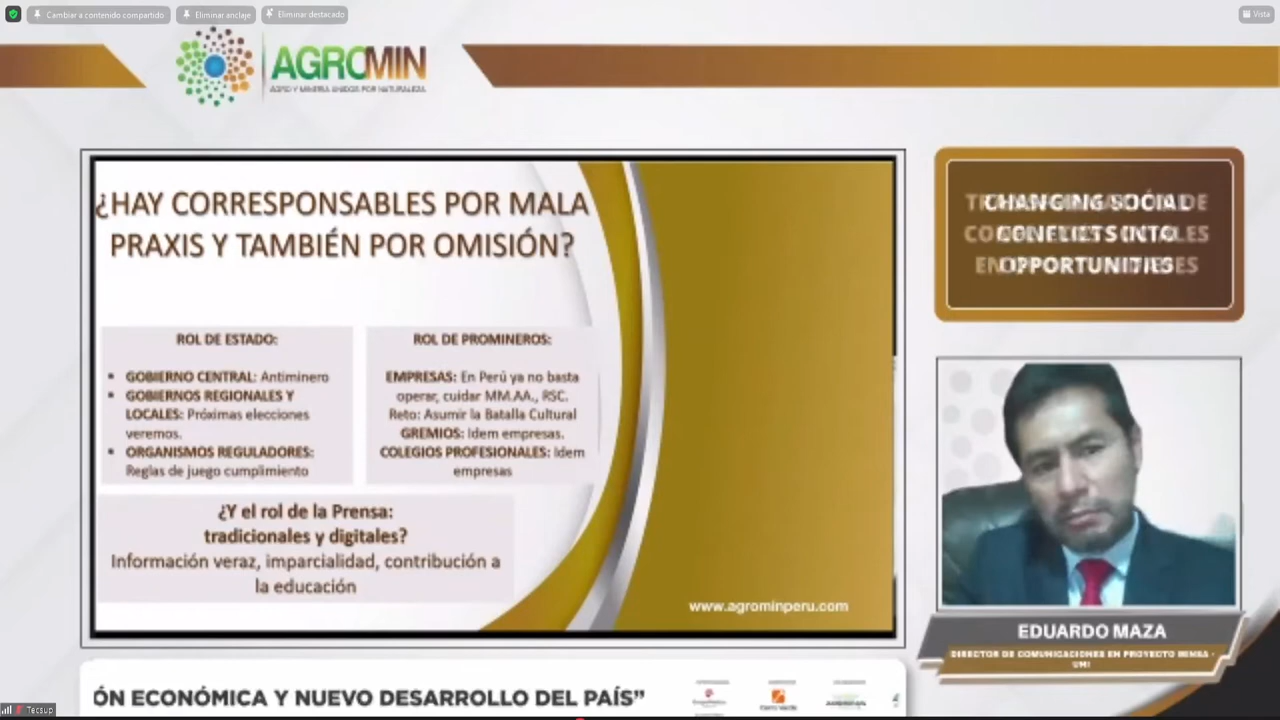 Cambiar a contenido compartido
Eliminar anclaje
Eliminar destacado
Vista
AGROMIN
AGRO Y MINERÍA UNIDOS POR NATURALEZA
¿HAY CORRESPONSABLES POR MALA
PRAXIS Y TAMBIÉN POR OMISIÓN?
ROL DE ESTADO:
• GOBIERNO CENTRAL: Antiminero
• GOBIERNOS REGIONALES Y
LOCALES: Próximas elecciones
veremos.
• ORGANISMOS REGULADORES:
Reglas de juego cumplimiento
ROL DE PROMINEROS:
EMPRESAS: En Perú ya no basta
operar, cuidar MM.AA., RSC.
Reto: Asumir la Batalla Cultural
GREMIOS: Idem empresas.
COLEGIOS PROFESIONALES: Idem
empresas
¿Y el rol de la Prensa:
tradicionales y digitales?
Información veraz, imparcialidad, contribución a
la educación
www.agrominperu.com
CHANGING SOCIAL
CONFLICTS INTO
OPPORTUNITIES
EDUARDO MAZA
DIRECTOR DE COMUNICACIONES EN PROYECTO MINSA -
UMI
ÓN ECONÓMICA Y NUEVO DESARROLLO DEL PAÍS”
Tecsup